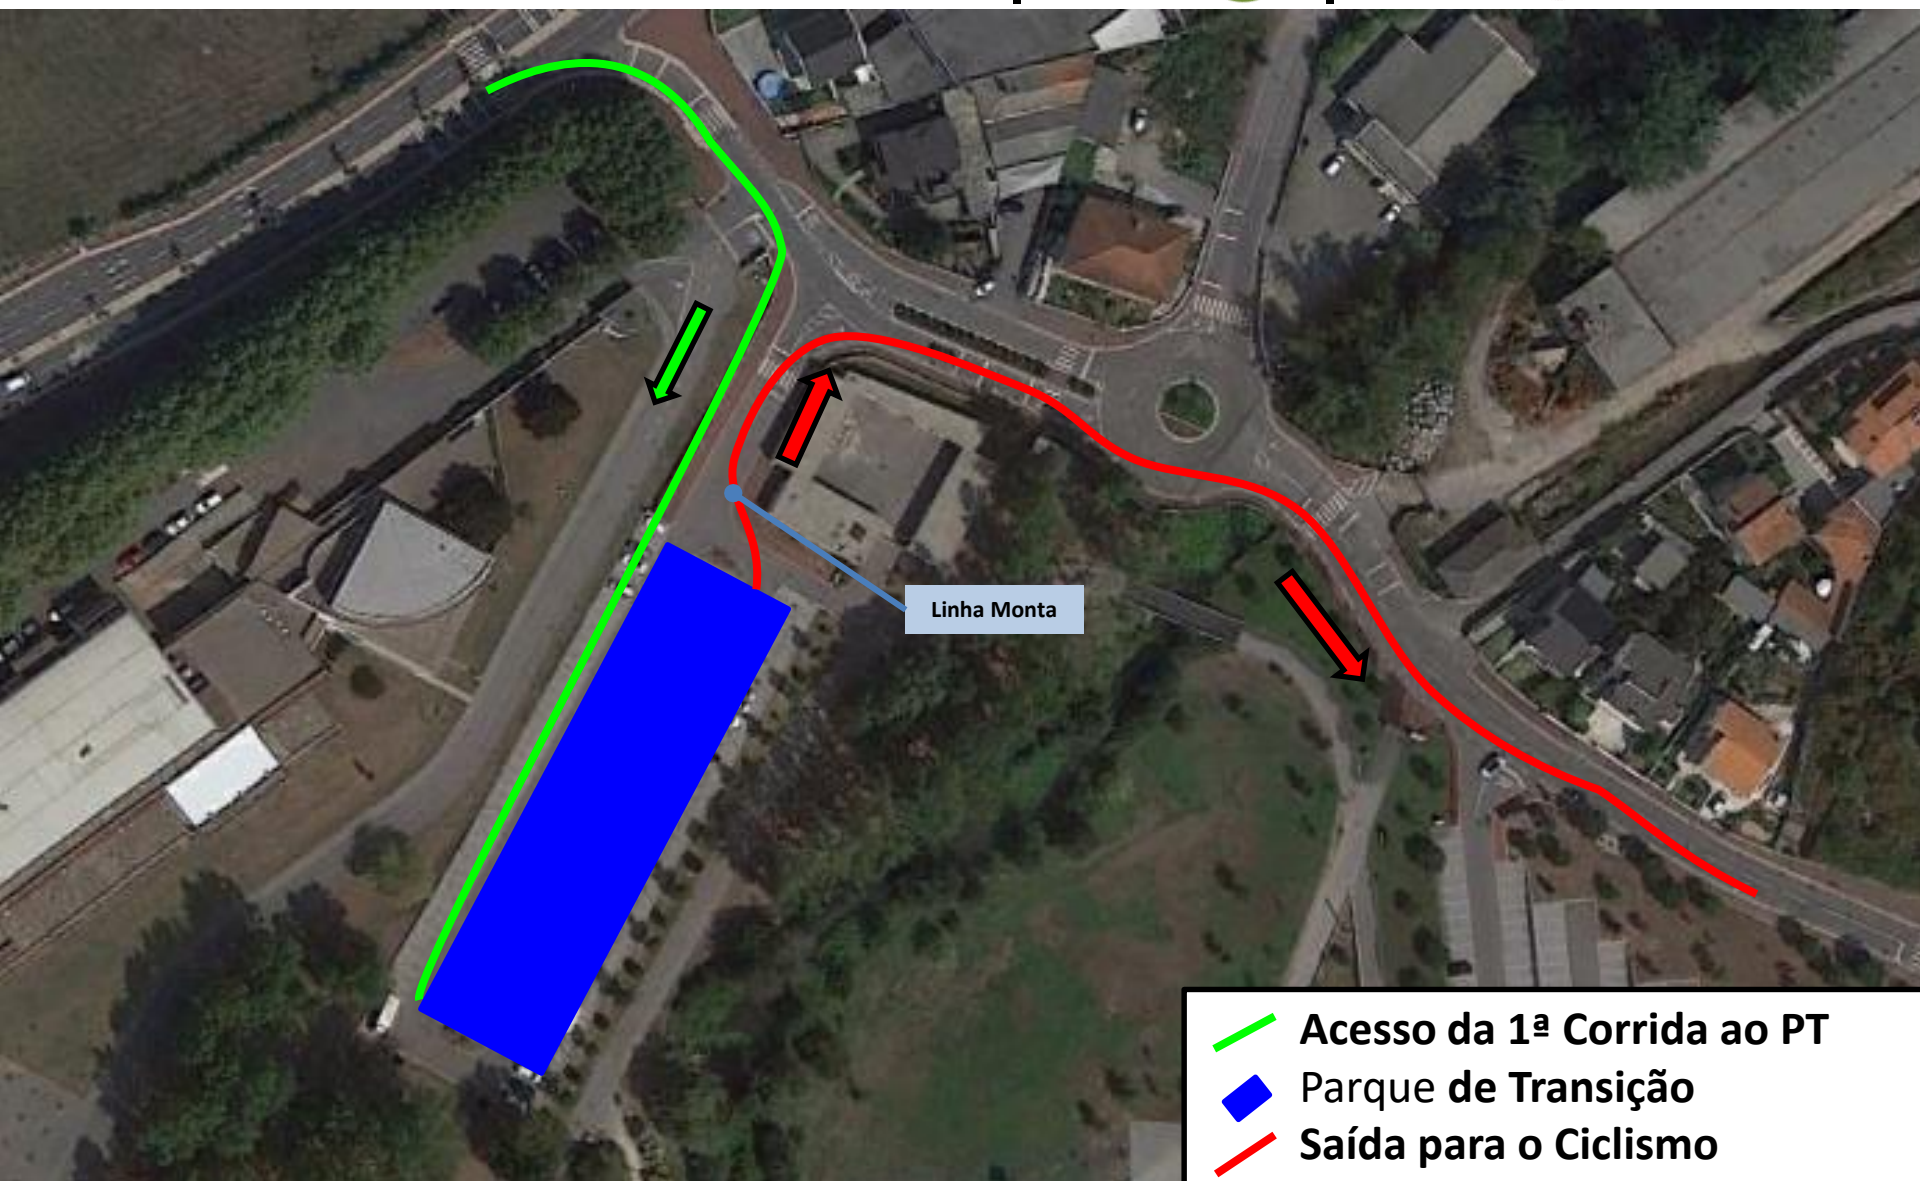 Linha Monta
Acesso da 1ª Corrida ao PT
Parque de Transição
Saída para o Ciclismo